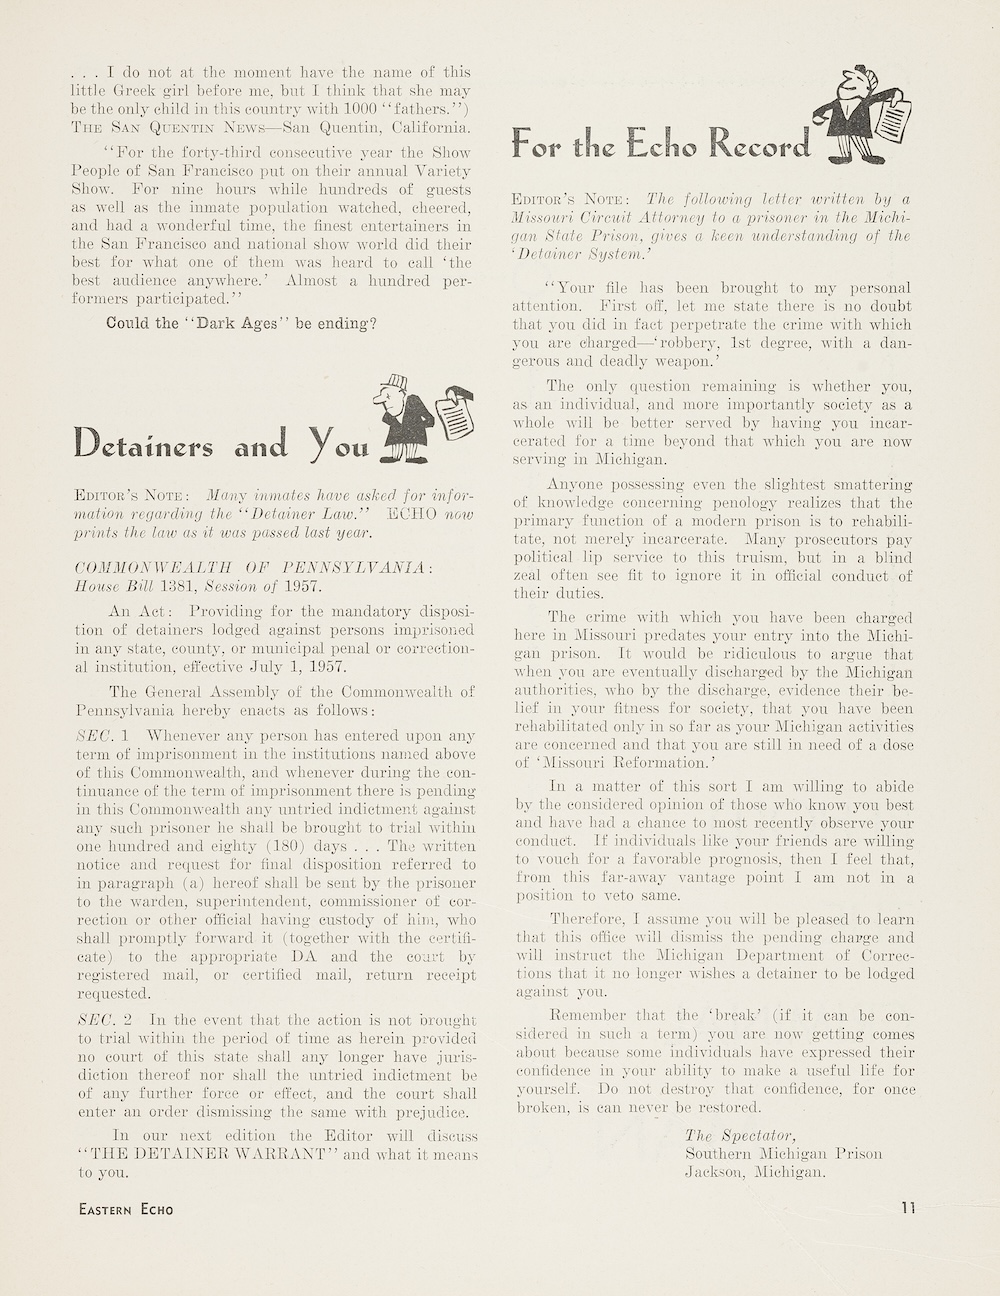 . . . I do not at the moment have the name of this
little Greek girl before me, but I think that she may
be the only child in this country with 1000 "fathers.")
THE SAN QUENTIN NEWS—San Quentin, California.
"For the forty-third consecutive year the Show
People of San Francisco put on their annual Variety
Show. For nine hours while hundreds of guests
as well as the inmate population watched, cheered,
and had a wonderful time, the finest entertainers in
the San Francisco and national show world did their
best for what one of them was heard to call 'the
best audience anywhere.' Almost a hundred per-
formers participated."
Could the "Dark Ages" be ending?
Detainers and You
EDITOR'S NOTE: Many inmates have asked for infor-
mation regarding the "Detainer Law." ECHO now
prints the law as it was passed last year.
COMMONWEALTH OF PENNSYLVANIA:
House Bill 1381, Session of 1957.
An Act: Providing for the mandatory disposi-
tion of detainers lodged against persons imprisoned
in any state, county, or municipal penal or correction-
al institution, effective July 1, 1957.
The General Assembly of the Commonwealth of
Pennsylvania hereby enacts as follows:
SEC. 1 Whenever any person has entered upon any
term of imprisonment in the institutions named above
of this Commonwealth, and whenever during the con-
tinuance of the term of imprisonment there is pending
in this Commonwealth any untried indictment against
any such prisoner he shall be brought to trial within
one hundred and eighty (180) days . . . The written
notice and request for final disposition referred to
in paragraph (a) hereof shall be sent by the prisoner
to the warden, superintendent, commissioner of cor-
rection or other official having custody of him, who
shall promptly forward it (together with the certifi-
cate) to the appropriate DA and the court by
registered mail, or certified mail, return receipt
requested.
SEC. 2 In the event that the action is not brought
to trial within the period of time as herein provided
no court of this state shall any longer have juris-
diction thereof nor shall the untried indictment be
of any further force or effect, and the court shall
enter an order dismissing the same with prejudice.
In our next edition the Editor will discuss
"THE DETAINER WARRANT" and what it means
to you.
For the Echo Record
EDITOR'S NOTE: The following letter written by a
Missouri Circuit Attorney to a prisoner in the Michi-
gan State Prison, gives a keen understanding of the
'Detainer System.'
"Your file has been brought to my personal
attention. First off, let me state there is no doubt
that you did in fact perpetrate the crime with which
you are charged—'robbery, 1st degree, with a dan-
gerous and deadly weapon.'
The only question remaining is whether you,
as an individual, and more importantly society as a
whole will be better served by having you incar-
cerated for a time beyond that which you are now
serving in Michigan.
Anyone possessing even the slightest smattering
of knowledge concerning penology realizes that the
primary function of a modern prison is to rehabili-
tate, not merely incarcerate. Many prosecutors pay
political lip service to this truism, but in a blind
zeal often see fit to ignore it in official conduct of
their duties.
The crime with which you have been charged
here in Missouri predates your entry into the Michi-
gan prison. It would be ridiculous to argue that
when you are eventually discharged by the Michigan
authorities, who by the discharge, evidence their be-
lief in your fitness for society, that you have been
rehabilitated only in so far as your Michigan activities
are concerned and that you are still in need of a dose
of 'Missouri Reformation.'
In a matter of this sort I am willing to abide
by the considered opinion of those who know you best
and have had a chance to most recently observe your
conduct. If individuals like your friends are willing
to vouch for a favorable prognosis, then I feel that,
from this far-away vantage point I am not in a
position to veto same.
Therefore, I assume you will be pleased to learn
that this office will dismiss the pending charge and
will instruct the Michigan Department of Correc-
tions that it no longer wishes a detainer to be lodged
against you.
Remember that the 'break' (if it can be con-
sidered in such a term) you are now getting comes
about because some individuals have expressed their
confidence in your ability to make a useful life for
yourself. Do not destroy that confidence, for once
broken, is can never be restored.
The Spectator,
Southern Michigan Prison
Jackson, Michigan.
EASTERN ECHO
11